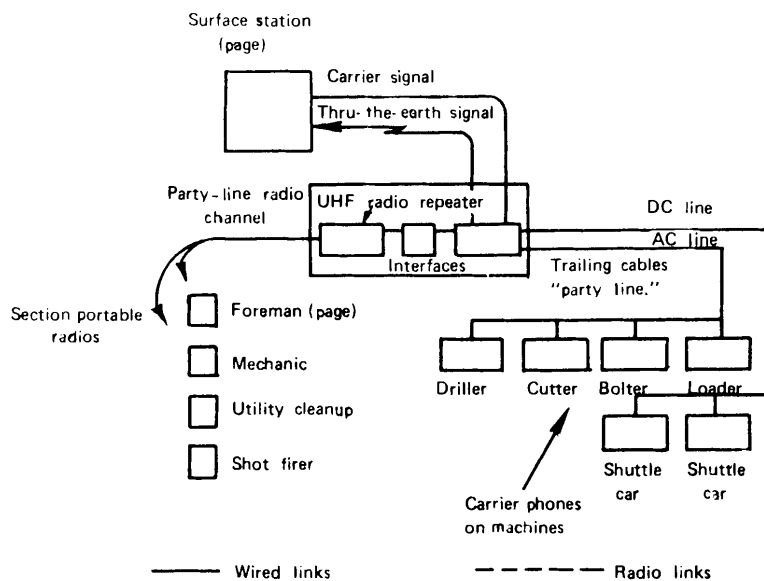 Surface station
(page)
Carrier signal
Thru-the-earth signal
Party-line radio
channel
UHF radio repeater
DC line
AC line
Interfaces
Trailing cables
"party line."
Section portable
radios
Foreman (page)
Mechanic
Utility cleanup
Shot firer
Driller
Cutter
Bolter
Loader
Shuttle
car
Shuttle
car
Carrier phones
on machines
Wired links
Radio links